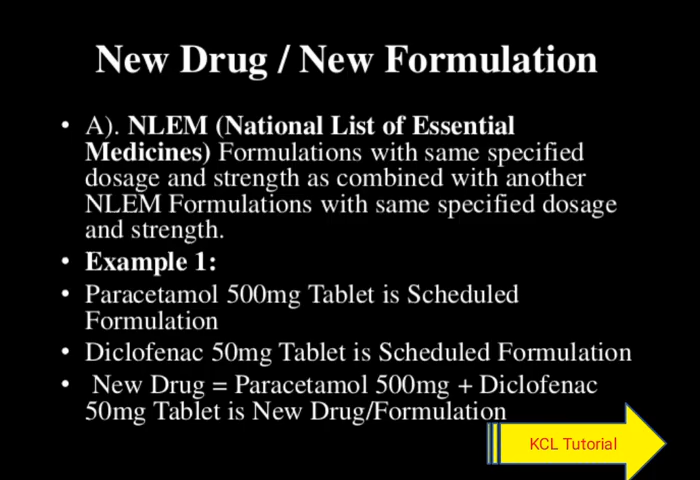 New Drug / New Formulation
• A). NLEM (National List of Essential
Medicines) Formulations with same specified
dosage and strength as combined with another
NLEM Formulations with same specified dosage
and strength.
• Example 1:
• Paracetamol 500mg Tablet is Scheduled
Formulation
• Diclofenac 50mg Tablet is Scheduled Formulation
• New Drug = Paracetamol 500mg + Diclofenac
50mg Tablet is New Drug/Formulation
KCL Tutorial